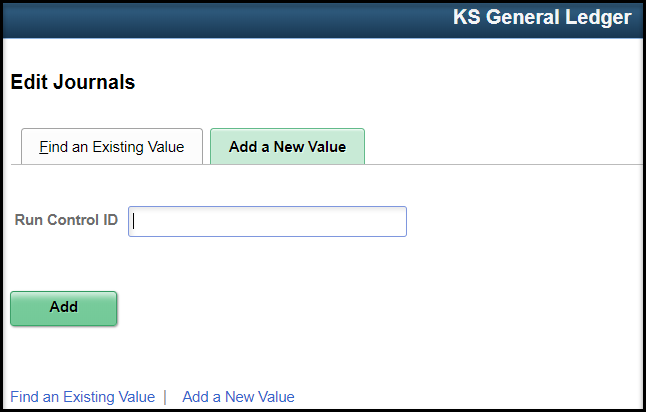 KS General Ledger
Edit Journals
Find an Existing Value Add a New Value
Run Control ID
Add
Find an Existing Value | Add a New Value